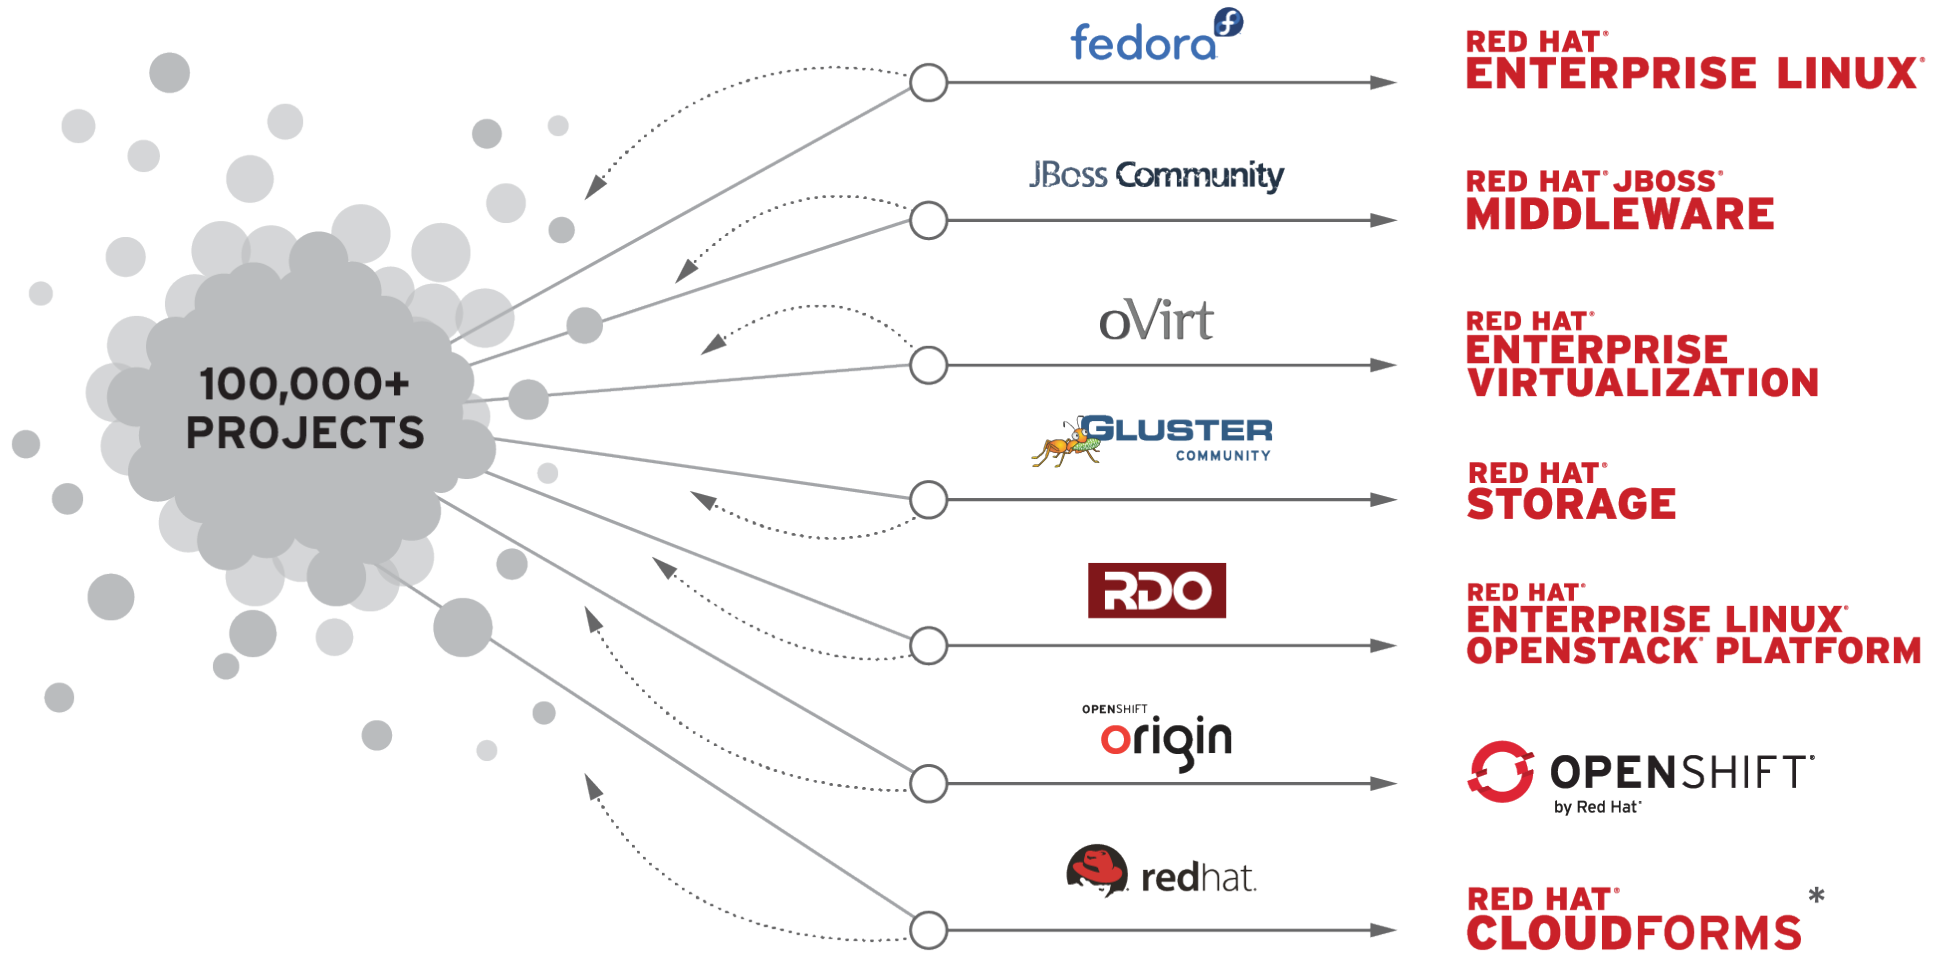 100,000+
PROJECTS
fedora
RED HAT®
ENTERPRISE LINUX®
JBoss Community
RED HAT® JBOSS®
MIDDLEWARE
oVirt
RED HAT®
ENTERPRISE
VIRTUALIZATION
GLUSTER
COMMUNITY
RED HAT®
STORAGE
RDO
RED HAT®
ENTERPRISE LINUX®
OPENSTACK® PLATFORM
OPENSHIFT
origin
OPENSHIFT®
by Red Hat®
redhat.
RED HAT®
CLOUDFORMS*